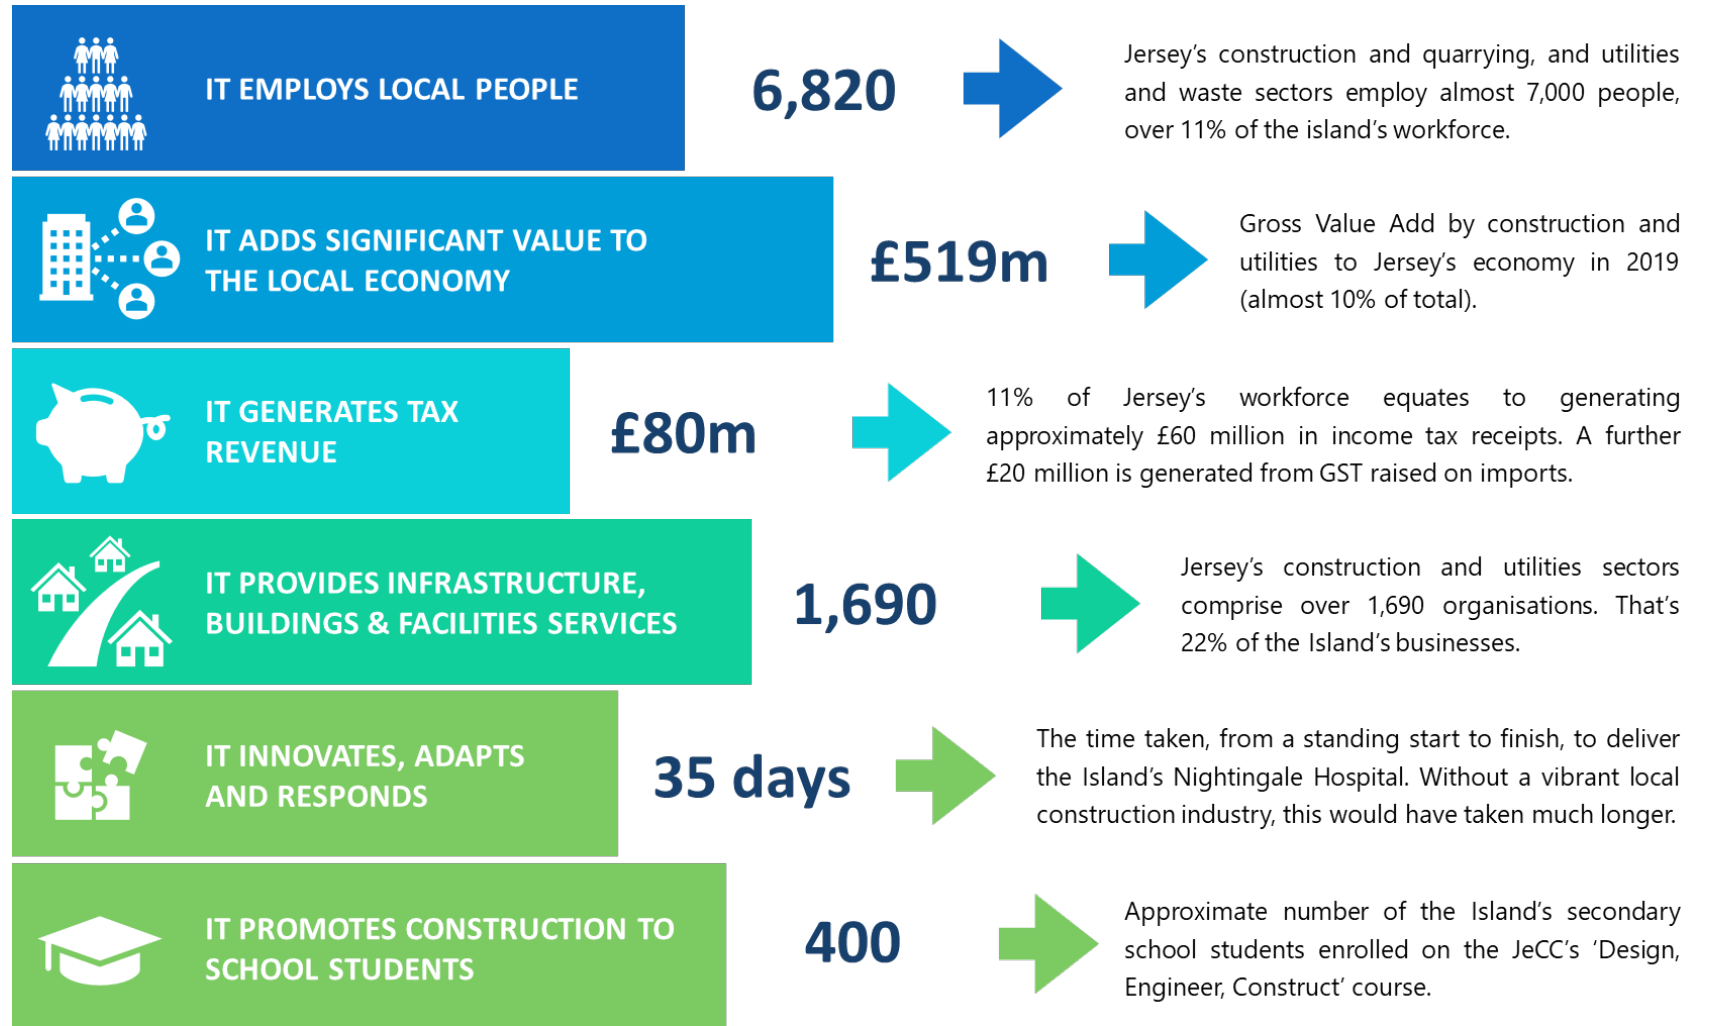 IT EMPLOYS LOCAL PEOPLE
6,820
Jersey’s construction and quarrying, and utilities
and waste sectors employ almost 7,000 people,
over 11% of the island’s workforce.
IT ADDS SIGNIFICANT VALUE TO
THE LOCAL ECONOMY
£519m
Gross Value Add by construction and
utilities to Jersey’s economy in 2019
(almost 10% of total).
IT GENERATES TAX
REVENUE
£80m
11% of Jersey’s workforce equates to generating
approximately £60 million in income tax receipts. A further
£20 million is generated from GST raised on imports.
IT PROVIDES INFRASTRUCTURE,
BUILDINGS & FACILITIES SERVICES
1,690
Jersey’s construction and utilities sectors
comprise over 1,690 organisations. That’s
22% of the Island’s businesses.
IT INNOVATES, ADAPTS
AND RESPONDS
35 days
The time taken, from a standing start to finish, to deliver
the Island’s Nightingale Hospital. Without a vibrant local
construction industry, this would have taken much longer.
IT PROMOTES CONSTRUCTION TO
SCHOOL STUDENTS
400
Approximate number of the Island’s secondary
school students enrolled on the JeCC’s ‘Design,
Engineer, Construct’ course.